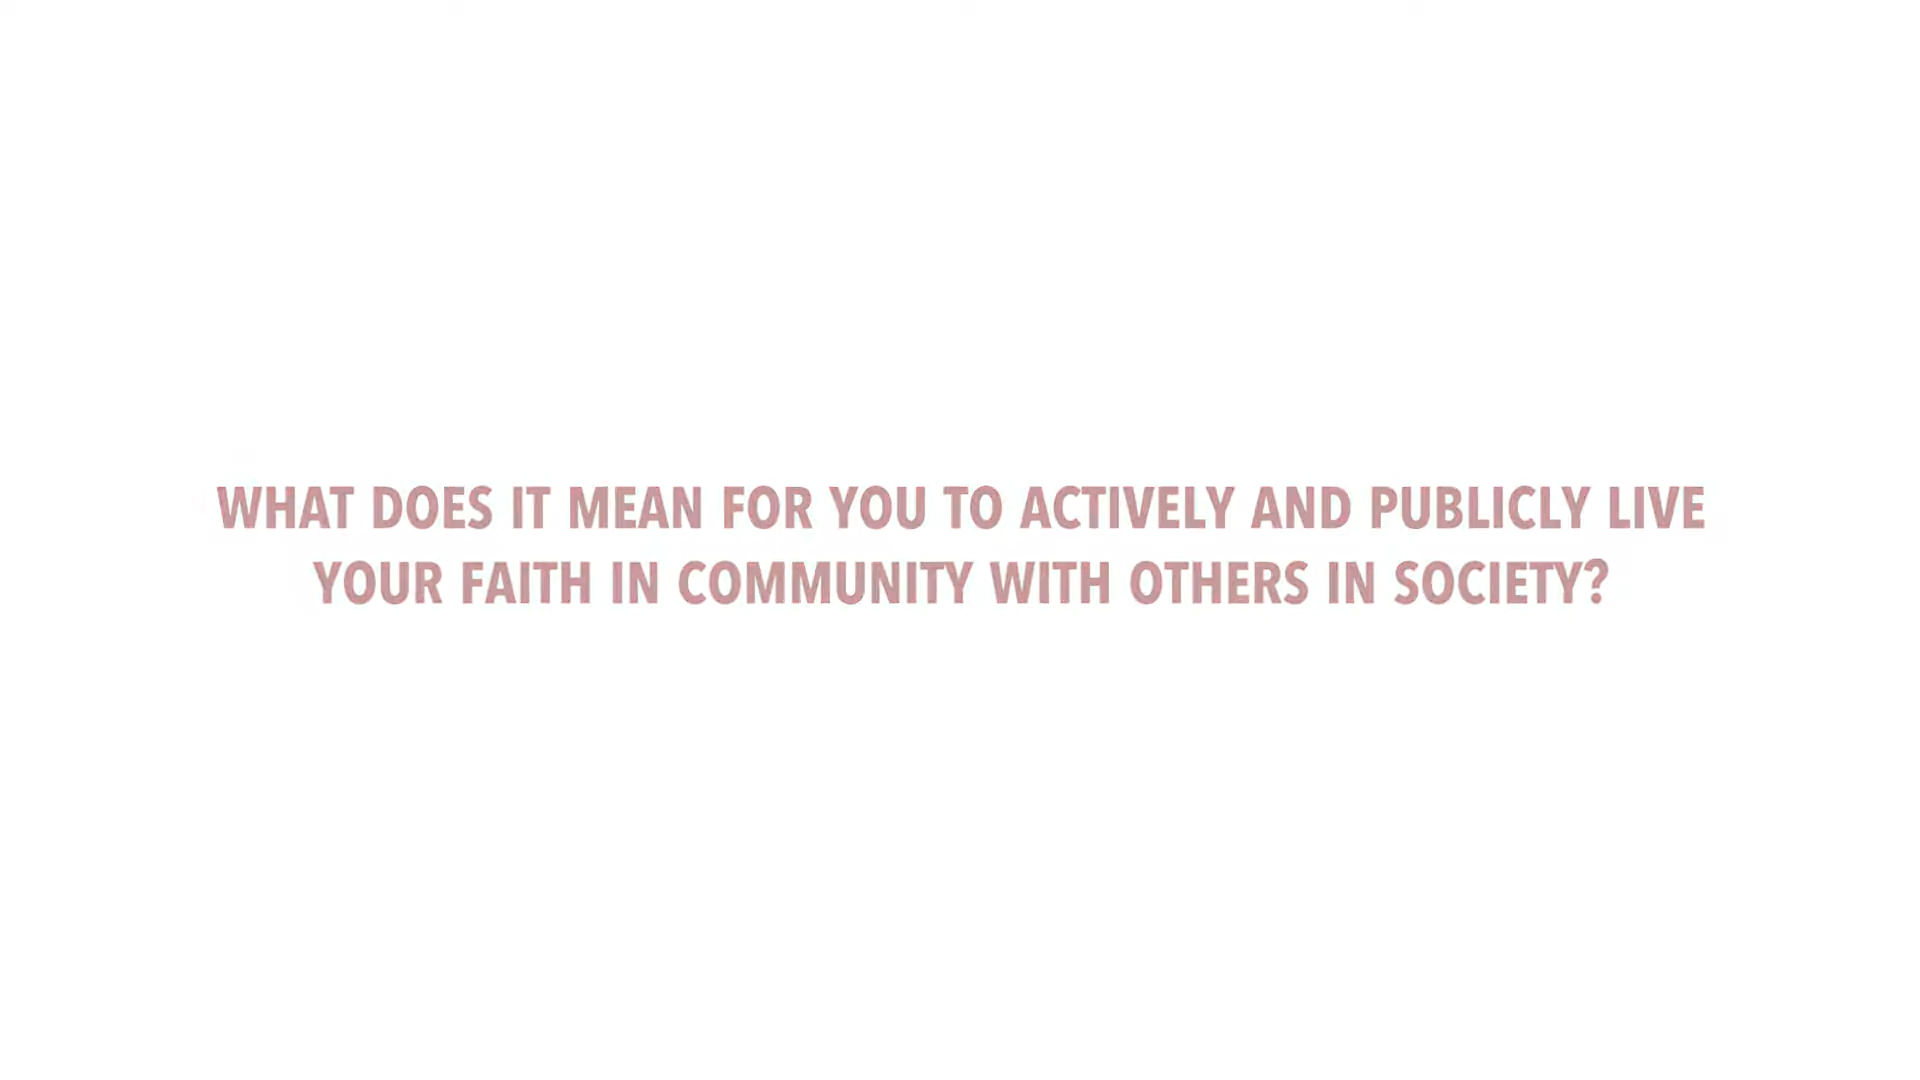 WHAT DOES IT MEAN FOR YOU TO ACTIVELY AND PUBLICLY LIVE
YOUR FAITH IN COMMUNITY WITH OTHERS IN SOCIETY?